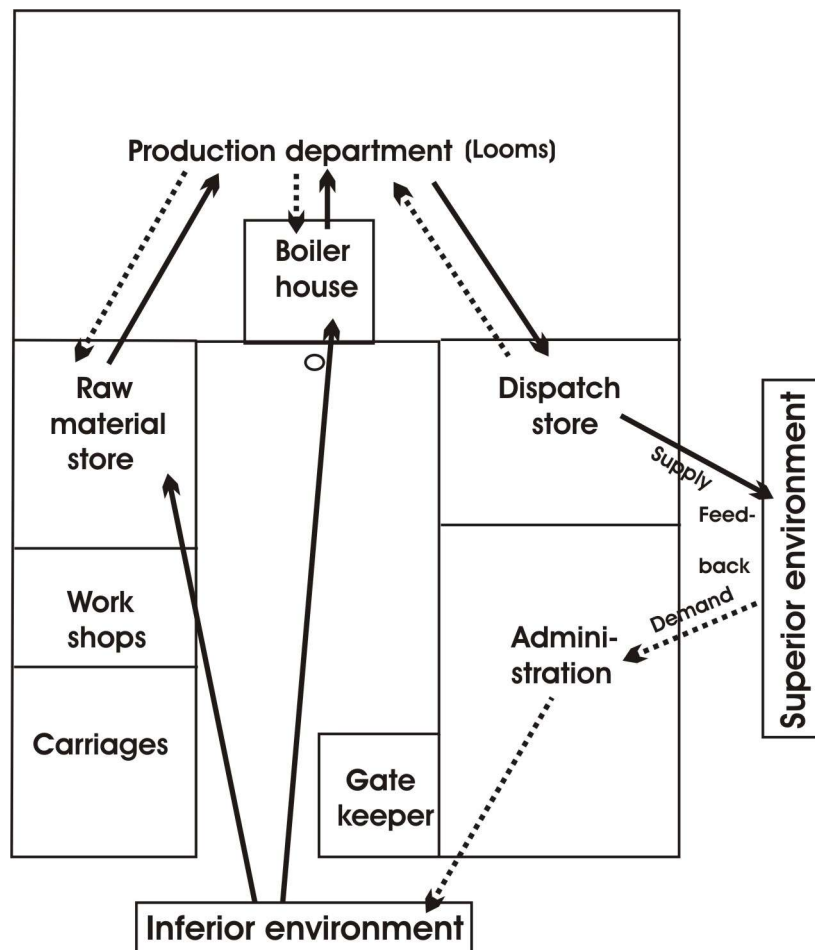 Production department (Looms)
Boiler
house
Raw
material
store
Dispatch
store
Supply
Feed-
back
Demand
Superior environment
Work
shops
Admini-
stration
Carriages
Gate
keeper
Inferior environment